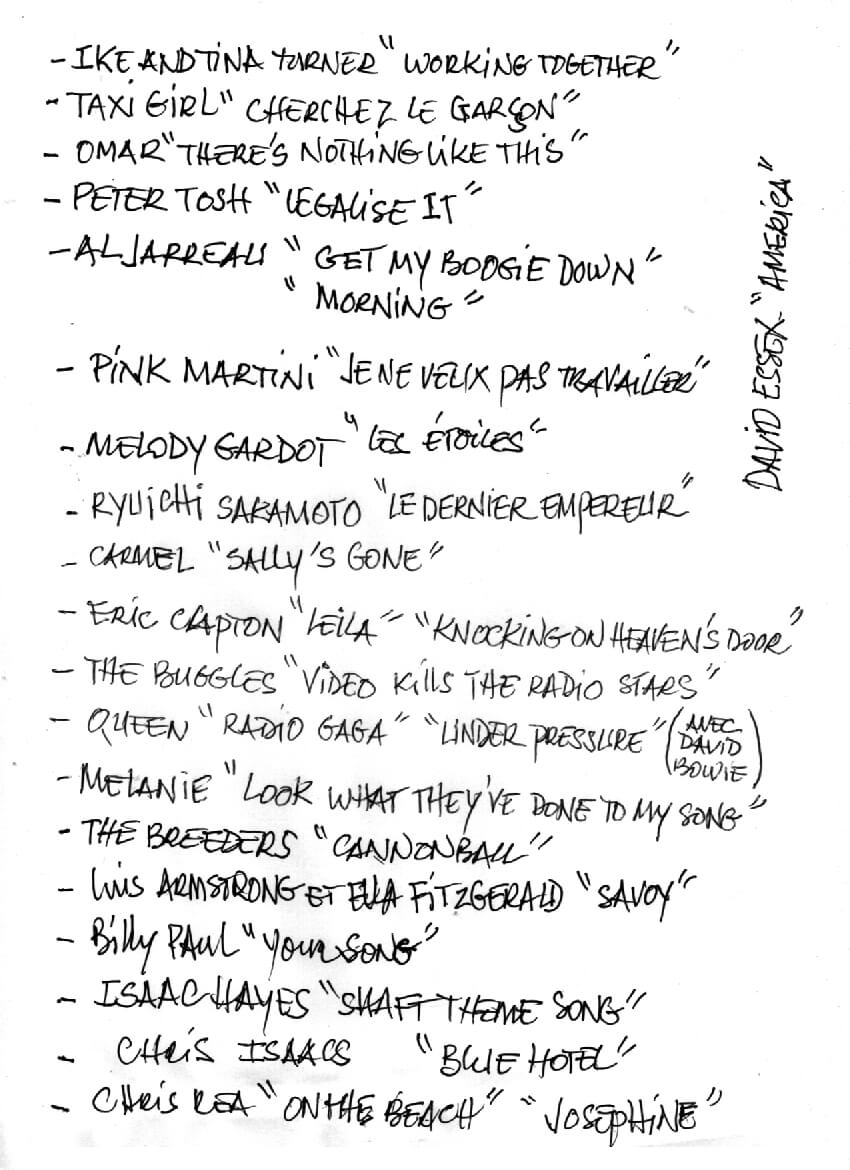 - IKE AND TINA TURNER "WORKING TOGETHER"
- TAXI GIRL "CHERCHEZ LE GARÇON"
- OMAR "THERE'S NOTHING LIKE THIS"
- PETER TOSH "LEGALISE IT"
- AL JARREAU "GET MY BOOGIE DOWN"
"MORNING"
- PINK MARTINI "JE NE VEUX PAS TRAVAILLER"
- MELODY GARDOT "LES ÉTOILES"
- RYUICHI SAKAMOTO "LE DERNIER EMPEREUR"
- CARMEL "SALLY'S GONE"
- ERIC CLAPTON "LEILA" "KNOCKING ON HEAVEN'S DOOR"
- THE BUGGLES "VIDEO KILLS THE RADIO STARS"
- QUEEN "RADIO GAGA" "UNDER PRESSURE" (AVEC
DAVID
BOWIE)
- MELANIE "LOOK WHAT THEY'VE DONE TO MY SONG"
- THE BREEDERS "CANNONBALL"
- LUIS ARMSTRONG ET ELLA FITZGERALD "SAVOY"
- BILLY PAUL "YOUR SONG"
- ISAAC HAYES "SHAFT THEME SONG"
- CHRIS ISAACS "BLUE HOTEL"
- CHRIS REA "ON THE BEACH" "JOSEPHINE"
DAVID ESSEX "AMERICA"